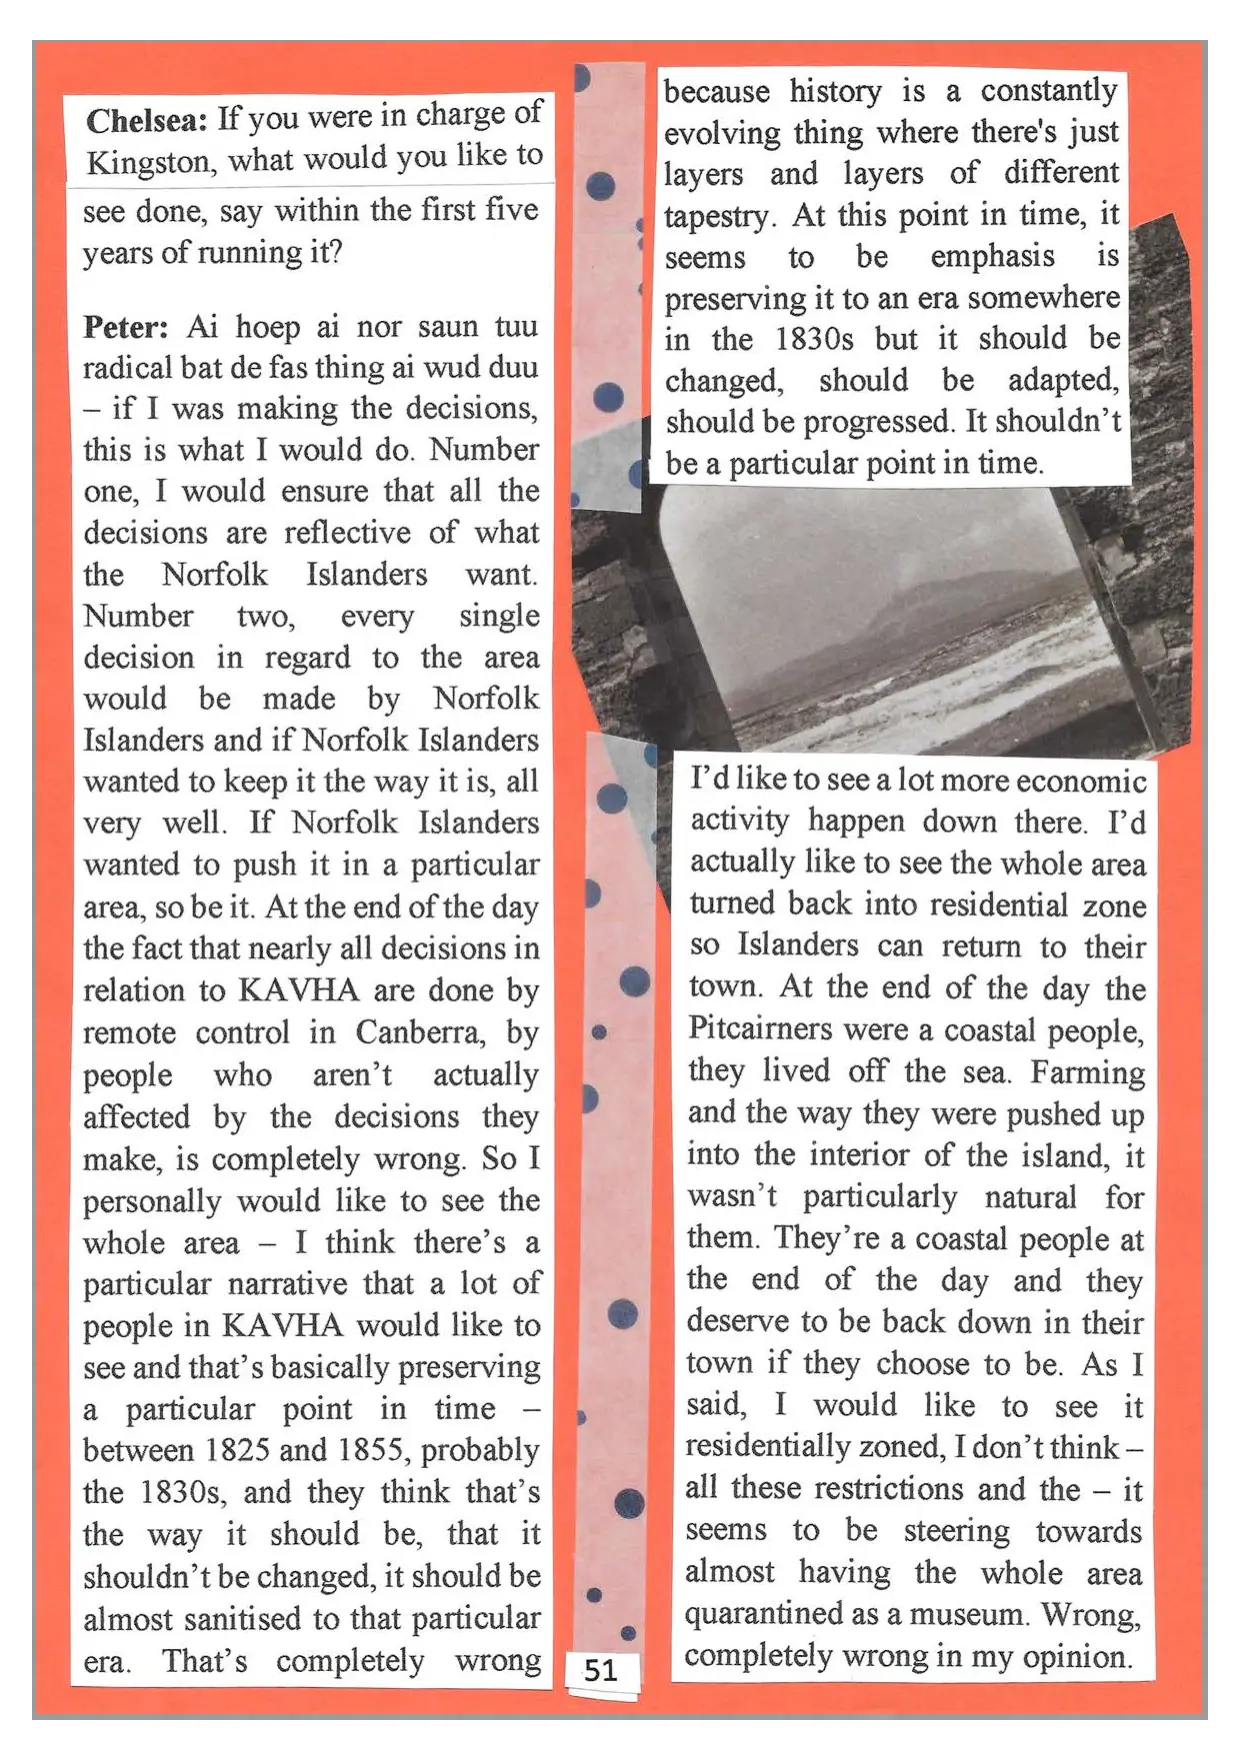 Chelsea: If you were in charge of
Kingston, what would you like to
see done, say within the first five
years of running it?
Peter: Ai hoep ai nor saun tuu
radical bat de fas thing ai wud duu
– if I was making the decisions,
this is what I would do. Number
one, I would ensure that all the
decisions are reflective of what
the Norfolk Islanders want.
Number two, every single
decision in regard to the area
would be made by Norfolk
Islanders and if Norfolk Islanders
wanted to keep it the way it is, all
very well. If Norfolk Islanders
wanted to push it in a particular
area, so be it. At the end of the day
the fact that nearly all decisions in
relation to KAVHA are done by
remote control in Canberra, by
people who aren’t actually
affected by the decisions they
make, is completely wrong. So I
personally would like to see the
whole area – I think there’s a
particular narrative that a lot of
people in KAVHA would like to
see and that’s basically preserving
a particular point in time –
between 1825 and 1855, probably
the 1830s, and they think that’s
the way it should be, that it
shouldn’t be changed, it should be
almost sanitised to that particular
era. That’s completely wrong
because history is a constantly
evolving thing where there's just
layers and layers of different
tapestry. At this point in time, it
seems to be emphasis is
preserving it to an era somewhere
in the 1830s but it should be
changed, should be adapted,
should be progressed. It shouldn’t
be a particular point in time.
I’d like to see a lot more economic
activity happen down there. I’d
actually like to see the whole area
turned back into residential zone
so Islanders can return to their
town. At the end of the day the
Pitcairners were a coastal people,
they lived off the sea. Farming
and the way they were pushed up
into the interior of the island, it
wasn’t particularly natural for
them. They’re a coastal people at
the end of the day and they
deserve to be back down in their
town if they choose to be. As I
said, I would like to see it
residentially zoned, I don’t think –
all these restrictions and the – it
seems to be steering towards
almost having the whole area
quarantined as a museum. Wrong,
completely wrong in my opinion.
51